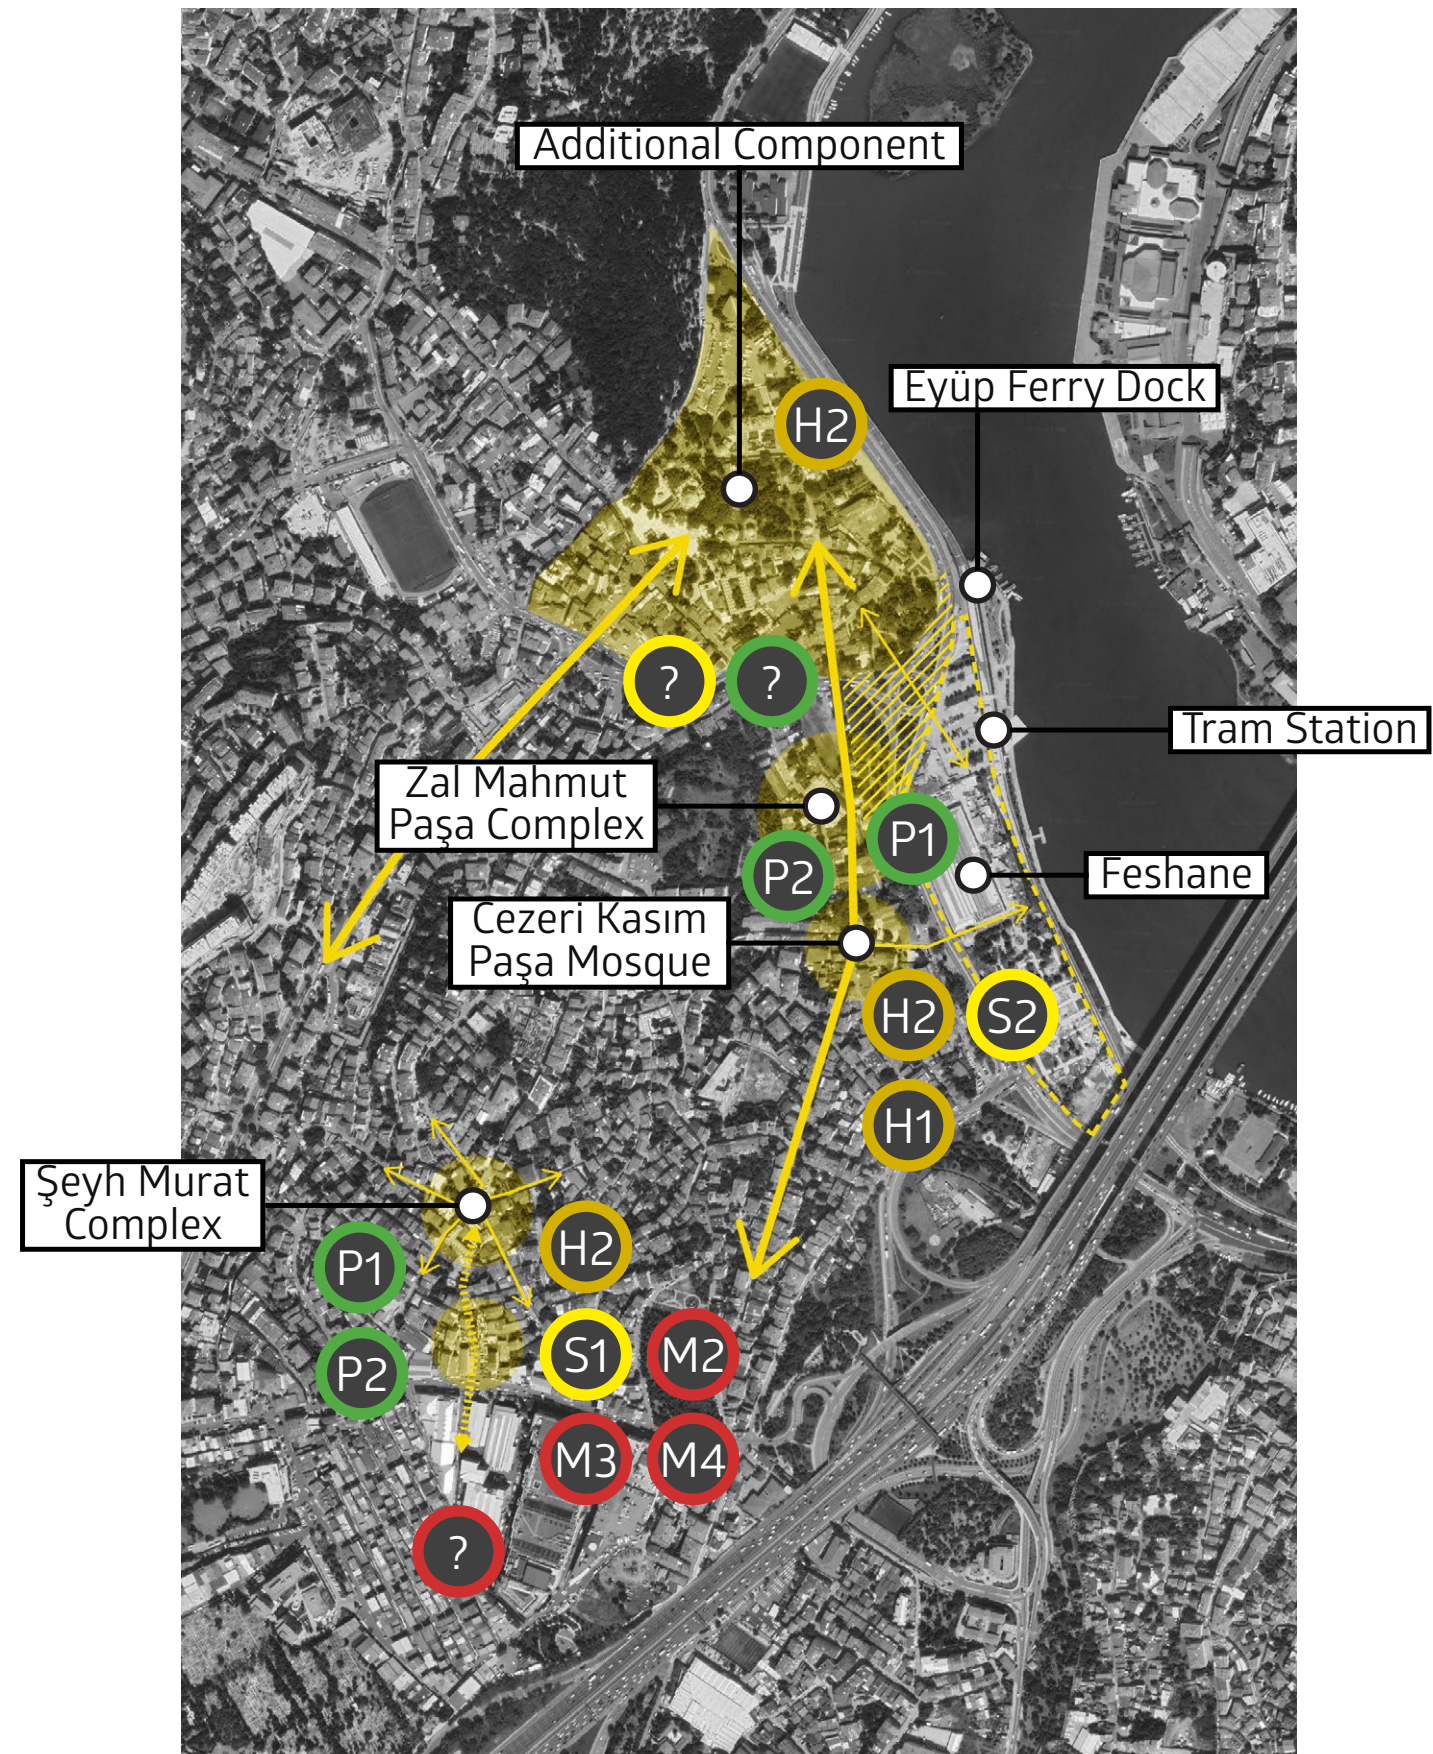 Additional Component
Eyüp Ferry Dock
H2
?
?
Tram Station
Zal Mahmut
Paşa Complex
P1
P2
Feshane
Cezeri Kasım
Paşa Mosque
H2
S2
H1
Şeyh Murat
Complex
P1
H2
P2
S1
M2
M3
M4
?